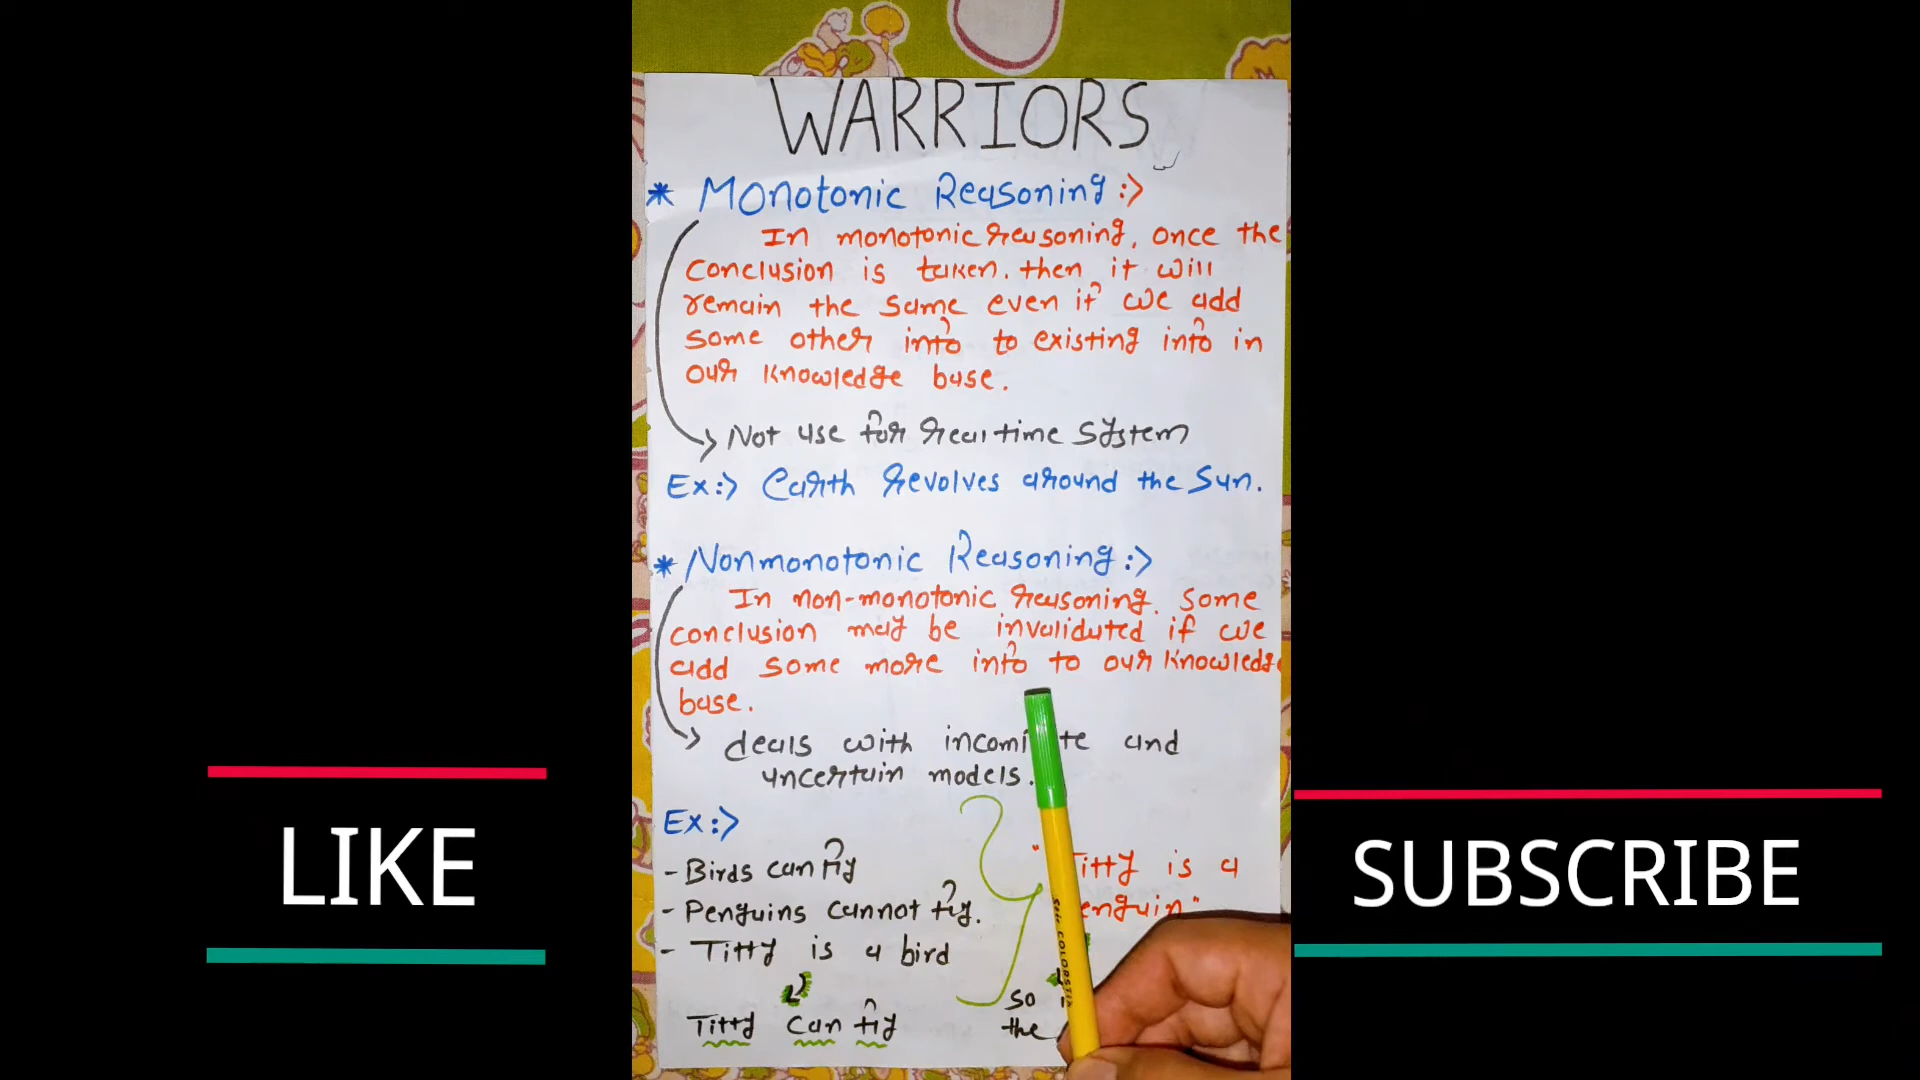 WARRIORS
* Monotonic Reasoning :>
In monotonic reasoning, once the
conclusion is taken. then it will
remain the same even if we add
some other info to existing info in
our knowledge base.
Not use for real time system
Ex:> Earth revolves around the Sun.
* Nonmonotonic Reasoning :>
In non-monotonic reasoning. some
conclusion may be invalidated if we
add some more info to our knowledge
base.
deals with and
uncertain models.
Ex:>
- Birds can fly
- Penguins cannot fly.
- Titty is a bird
Titty can fly
" Titty is a
enguin"
So
the
LIKE
SUBSCRIBE